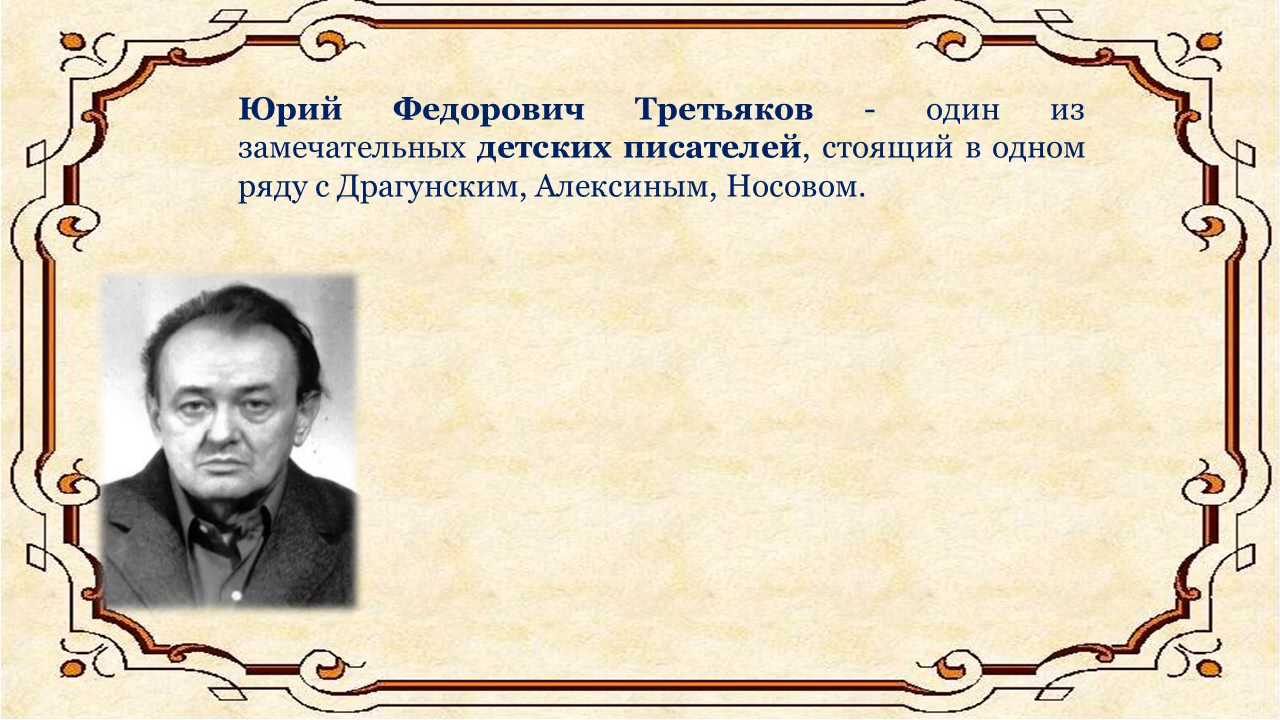 Юрий Федорович Третьяков - один из
замечательных детских писателей, стоящий в одном
ряду с Драгунским, Алексиным, Носовом.